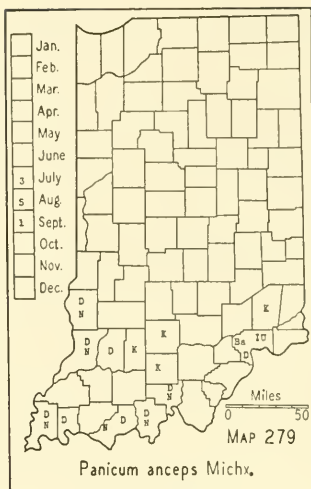 Jan.
Feb.
Mar.
Apr.
May
June
3 July
5 Aug.
1 Sept.
Oct.
Nov.
Dec.
D
N
K
D
N
D
K
K
Ba
IU
D
K
D
N
D
N
D
N
D
D
N
Miles
0 50
MAP 279
Panicum anceps Michx.